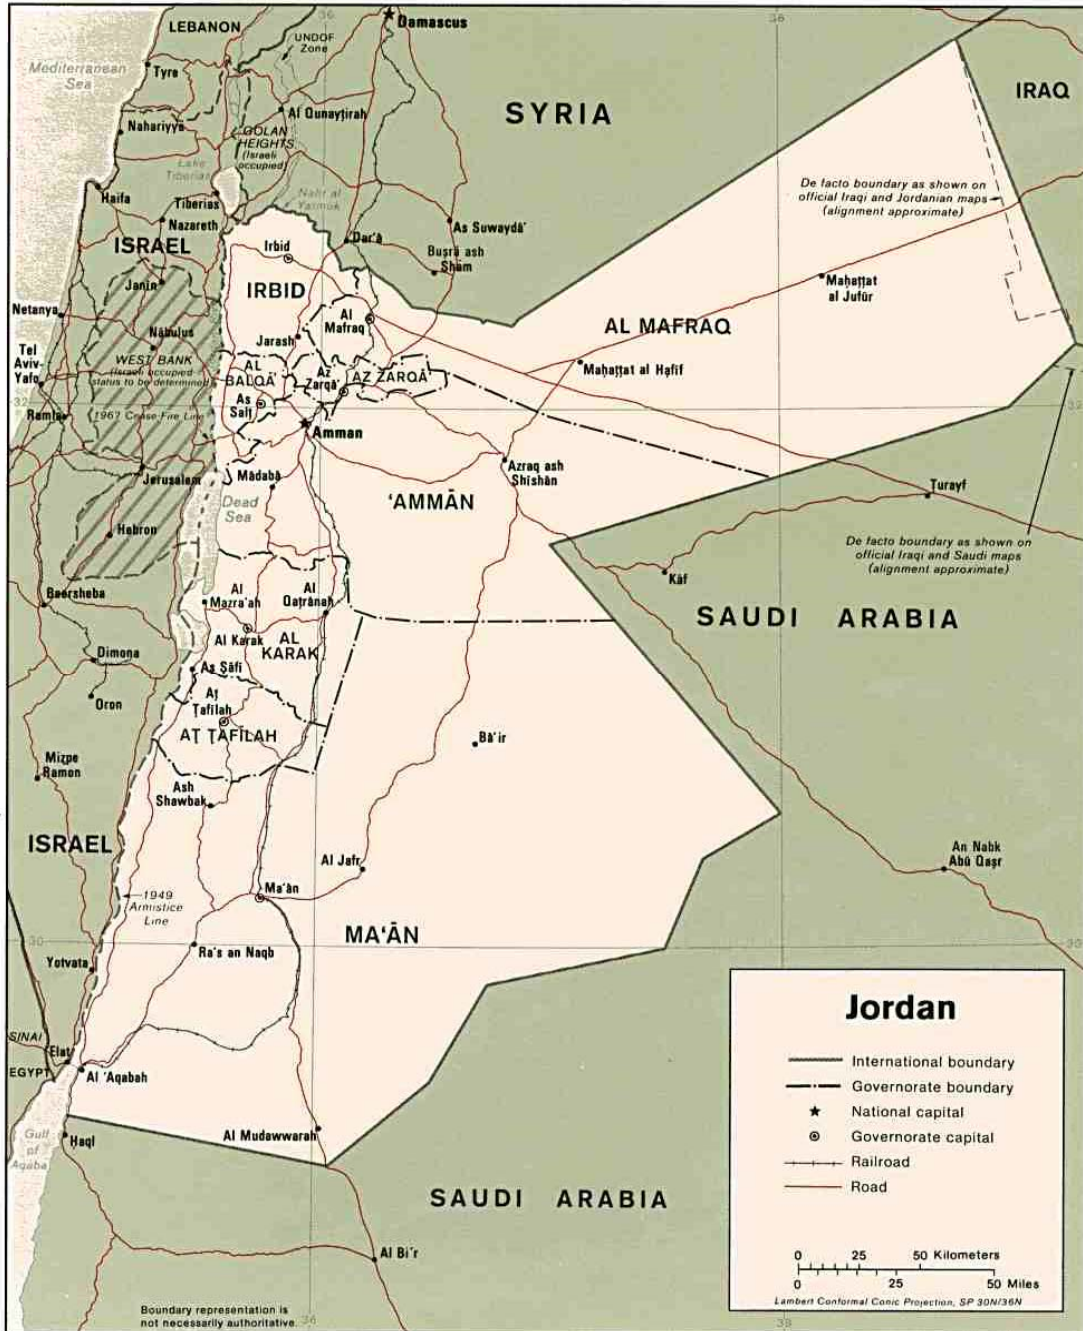 36
38
LEBANON
Damascus
UNDOF
Zone
Mediterranean
Sea
Tyre
SYRIA
IRAQ
Al Qunayţirah
Nahariyya
GOLAN
HEIGHTS
(Israeli
occupied)
Lake
Tiberias
Haifa
Tiberias
Nahr al
Yarmūk
De facto boundary as shown on
official Iraqi and Jordanian maps
(alignment approximate)
Nazareth
As Suwaydā'
ISRAEL
Irbid
Dar'ā
Buşrá ash
Shām
Janīn
IRBID
Maḩaţţat
al Jufūr
Netanya
Al
Mafraq
AL MAFRAQ
Nābulus
Jarash
Tel
Aviv-
Yafo
WEST BANK
(Israeli occupied
status to be determined)
AL
BALQĀ'
Az
Zarqā'
AZ ZARQĀ'
Maḩaţţat al Ḩafīf
As
Salţ
32
32
Ramla
1967 Cease-Fire Line
Amman
Jerusalem
Mādabā
Azraq ash
Shīshān
Dead
Sea
'AMMĀN
Ţurayf
Hebron
De facto boundary as shown on
official Iraqi and Saudi maps
(alignment approximate)
Kāf
Beersheba
Al
Mazra'ah
Al
Qaţrānah
SAUDI ARABIA
Al Karak
AL
KARAK
Dimona
Aş Şāfī
Oron
Aţ
Ţafīlah
AŢ ŢAFĪLAH
Bā'ir
Mizpe
Ramon
Ash
Shawbak
ISRAEL
Al Jafr
An Nabk
Abū Qaşr
Ma'ān
1949
Armistice
Line
MA'ĀN
Ra's an Naqb
30
30
Yotvata
SINAI
Elat
EGYPT
Al 'Aqabah
Gulf
of
Aqaba
Ḩaql
Al Mudawwarah
SAUDI ARABIA
Al Bi'r
Boundary representation is
not necessarily authoritative.
36
38
Jordan
International boundary
Governorate boundary
National capital
Governorate capital
Railroad
Road
0 25 50 Kilometers
0 25 50 Miles
Lambert Conformal Conic Projection, SP 30N/36N